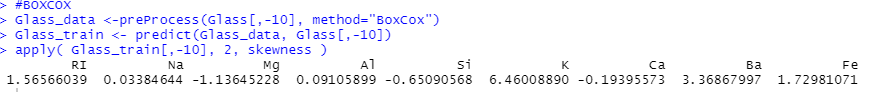 > #BOXCOX
> Glass_data <-preProcess(Glass[,-10], method="BoxCox")
> Glass_train <- predict(Glass_data, Glass[,-10])
> apply( Glass_train[,-10], 2, skewness )
RI Na Mg Al Si K Ca Ba Fe
1.56566039 0.03384644 -1.13645228 0.09105899 -0.65090568 6.46008890 -0.19395573 3.36867997 1.72981071